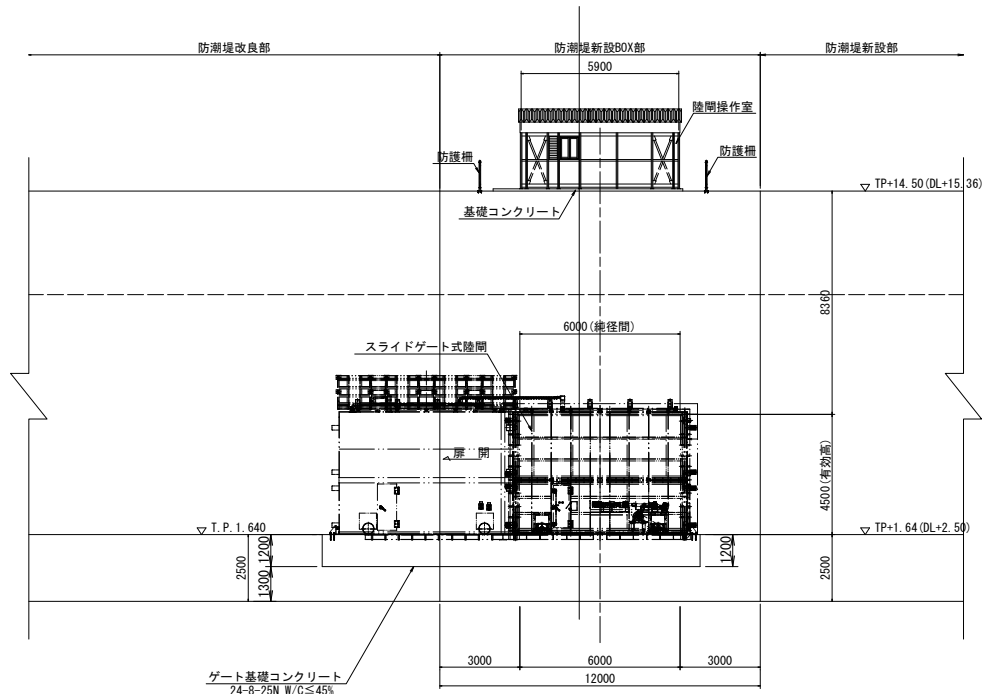 防潮堤改良部
防潮堤新設BOX部
防潮堤新設部
5900
陸閘操作室
防護柵
防護柵
TP+14.50(DL+15.36)
基礎コンクリート
8360
6000(純径間)
スライドゲート式陸閘
扉 開
4500(有効高)
T.P.1.640
TP+1.64(DL+2.50)
1200
1200
2500
1300
2500
3000
6000
3000
12000
ゲート基礎コンクリート
24-8-25N W/C≦45%